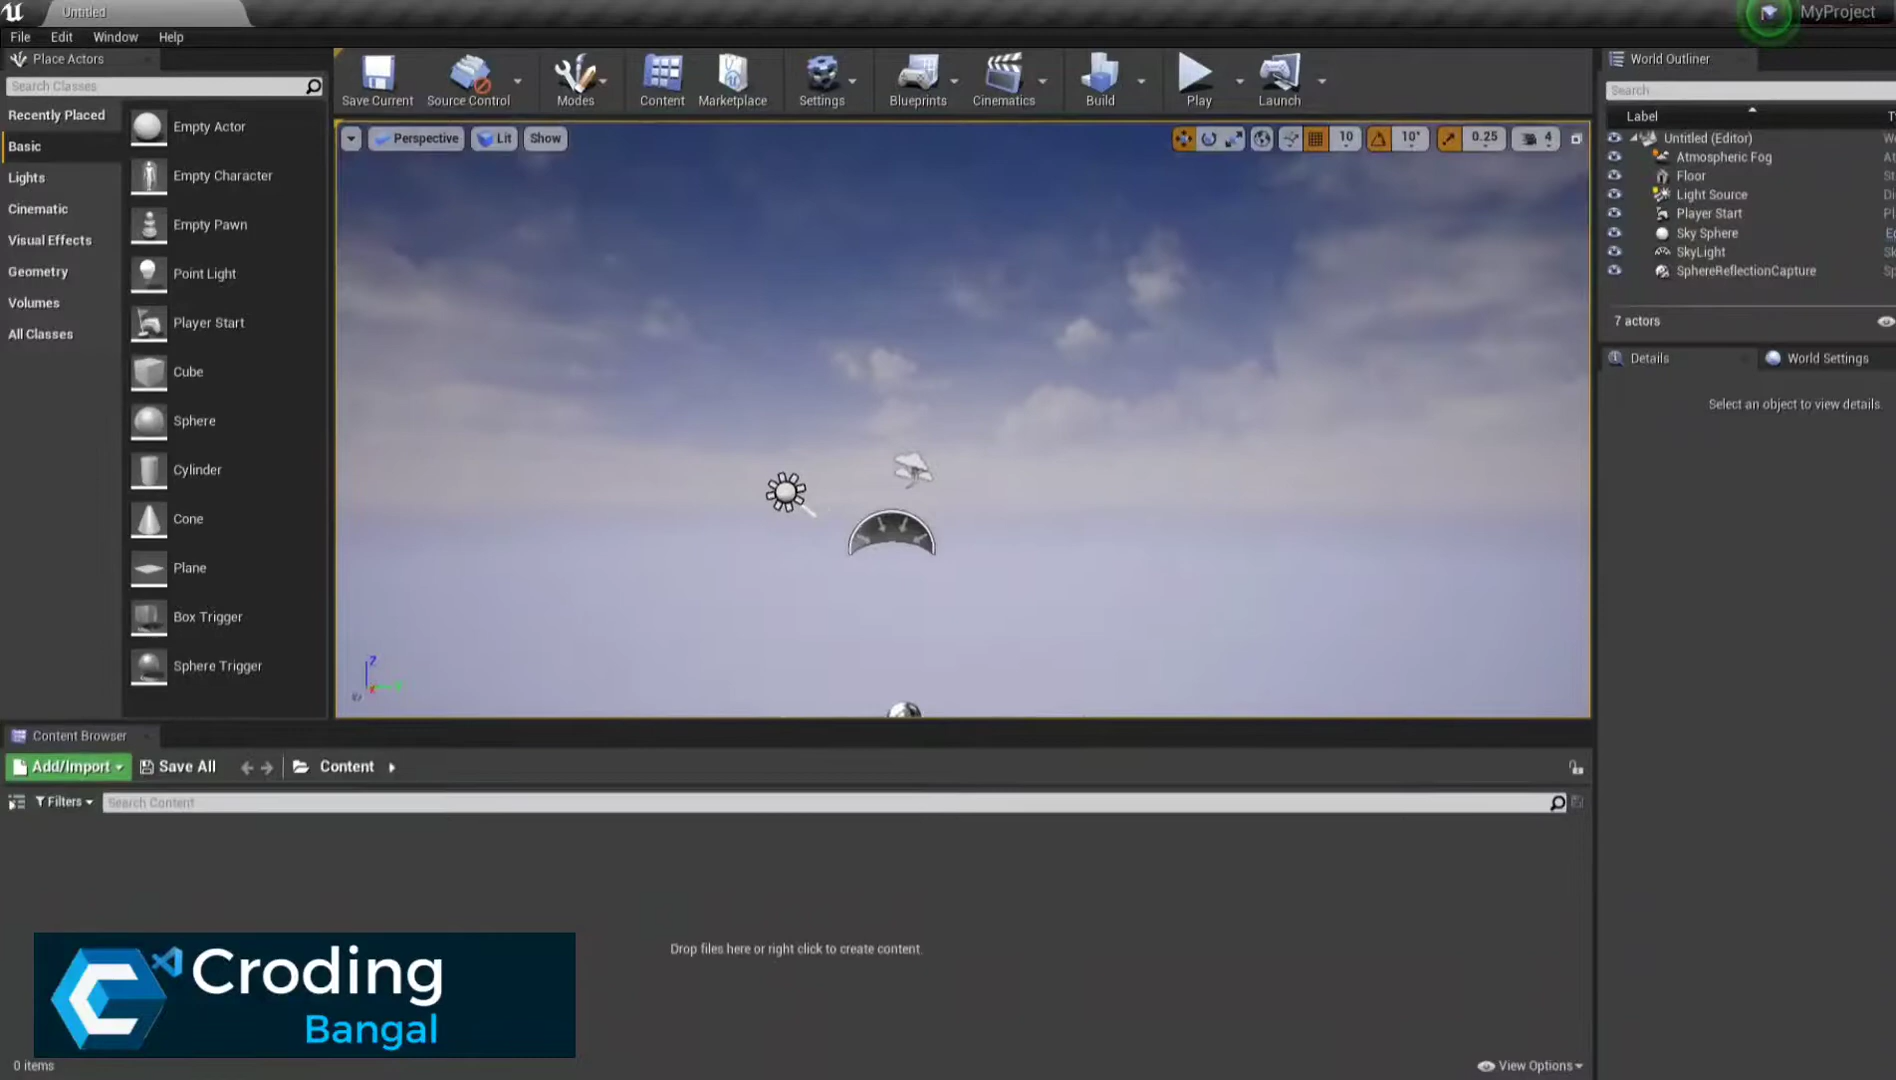 Untitled
MyProject
File Edit Window Help
Place Actors
Search Classes
Recently Placed
Basic
Lights
Cinematic
Visual Effects
Geometry
Volumes
All Classes
Empty Actor
Empty Character
Empty Pawn
Point Light
Player Start
Cube
Sphere
Cylinder
Cone
Plane
Box Trigger
Sphere Trigger
Save Current
Source Control
Modes
Content
Marketplace
Settings
Blueprints
Cinematics
Build
Play
Launch
Perspective Lit Show
10 10° 0.25 4
Z
World Outliner
Search
Label
Untitled (Editor)
Atmospheric Fog
Floor
Light Source
Player Start
Sky Sphere
SkyLight
SphereReflectionCapture
7 actors
Details
World Settings
Select an object to view details.
Content Browser
Add/Import Save All Content
Filters Search Content
Drop files here or right click to create content.
Croding
Bangal
0 items
View Options